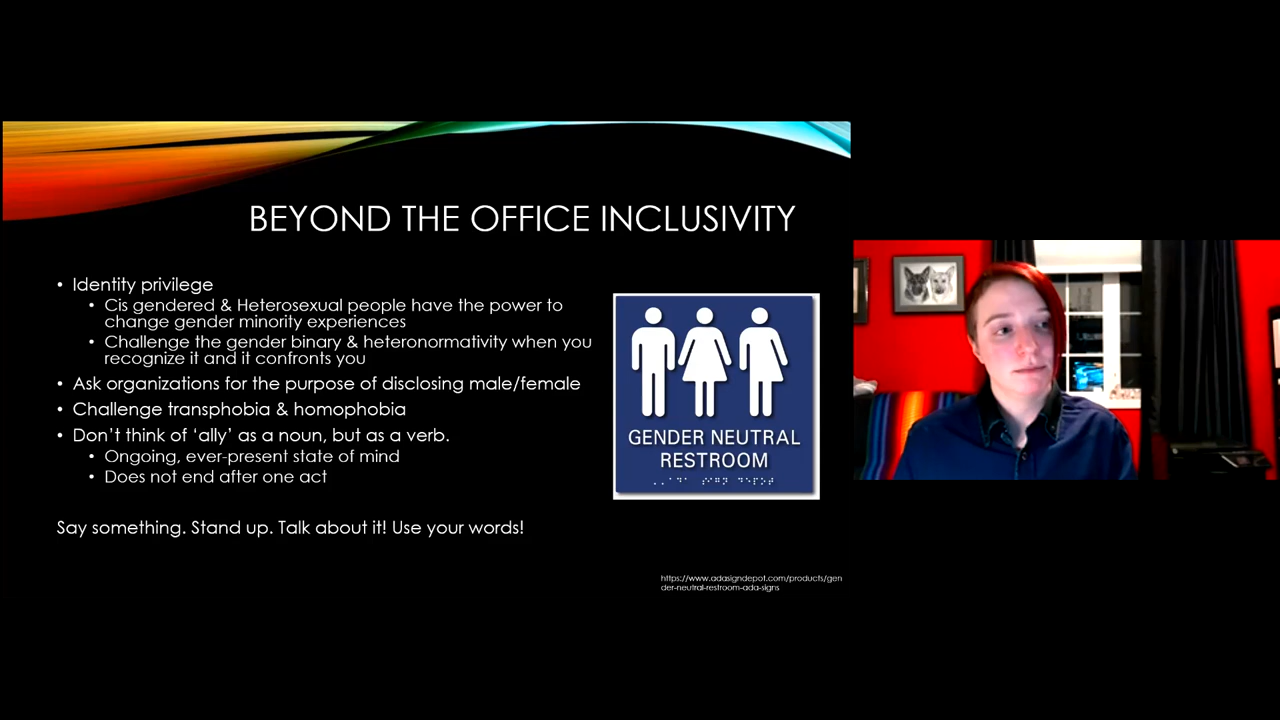 BEYOND THE OFFICE INCLUSIVITY
• Identity privilege
• Cis gendered & Heterosexual people have the power to
change gender minority experiences
• Challenge the gender binary & heteronormativity when you
recognize it and it confronts you
• Ask organizations for the purpose of disclosing male/female
• Challenge transphobia & homophobia
• Don't think of 'ally' as a noun, but as a verb.
• Ongoing, ever-present state of mind
• Does not end after one act
Say something. Stand up. Talk about it! Use your words!
GENDER NEUTRAL
RESTROOM
https://www.adasigndepot.com/products/gen
der-neutral-restroom-ada-signs